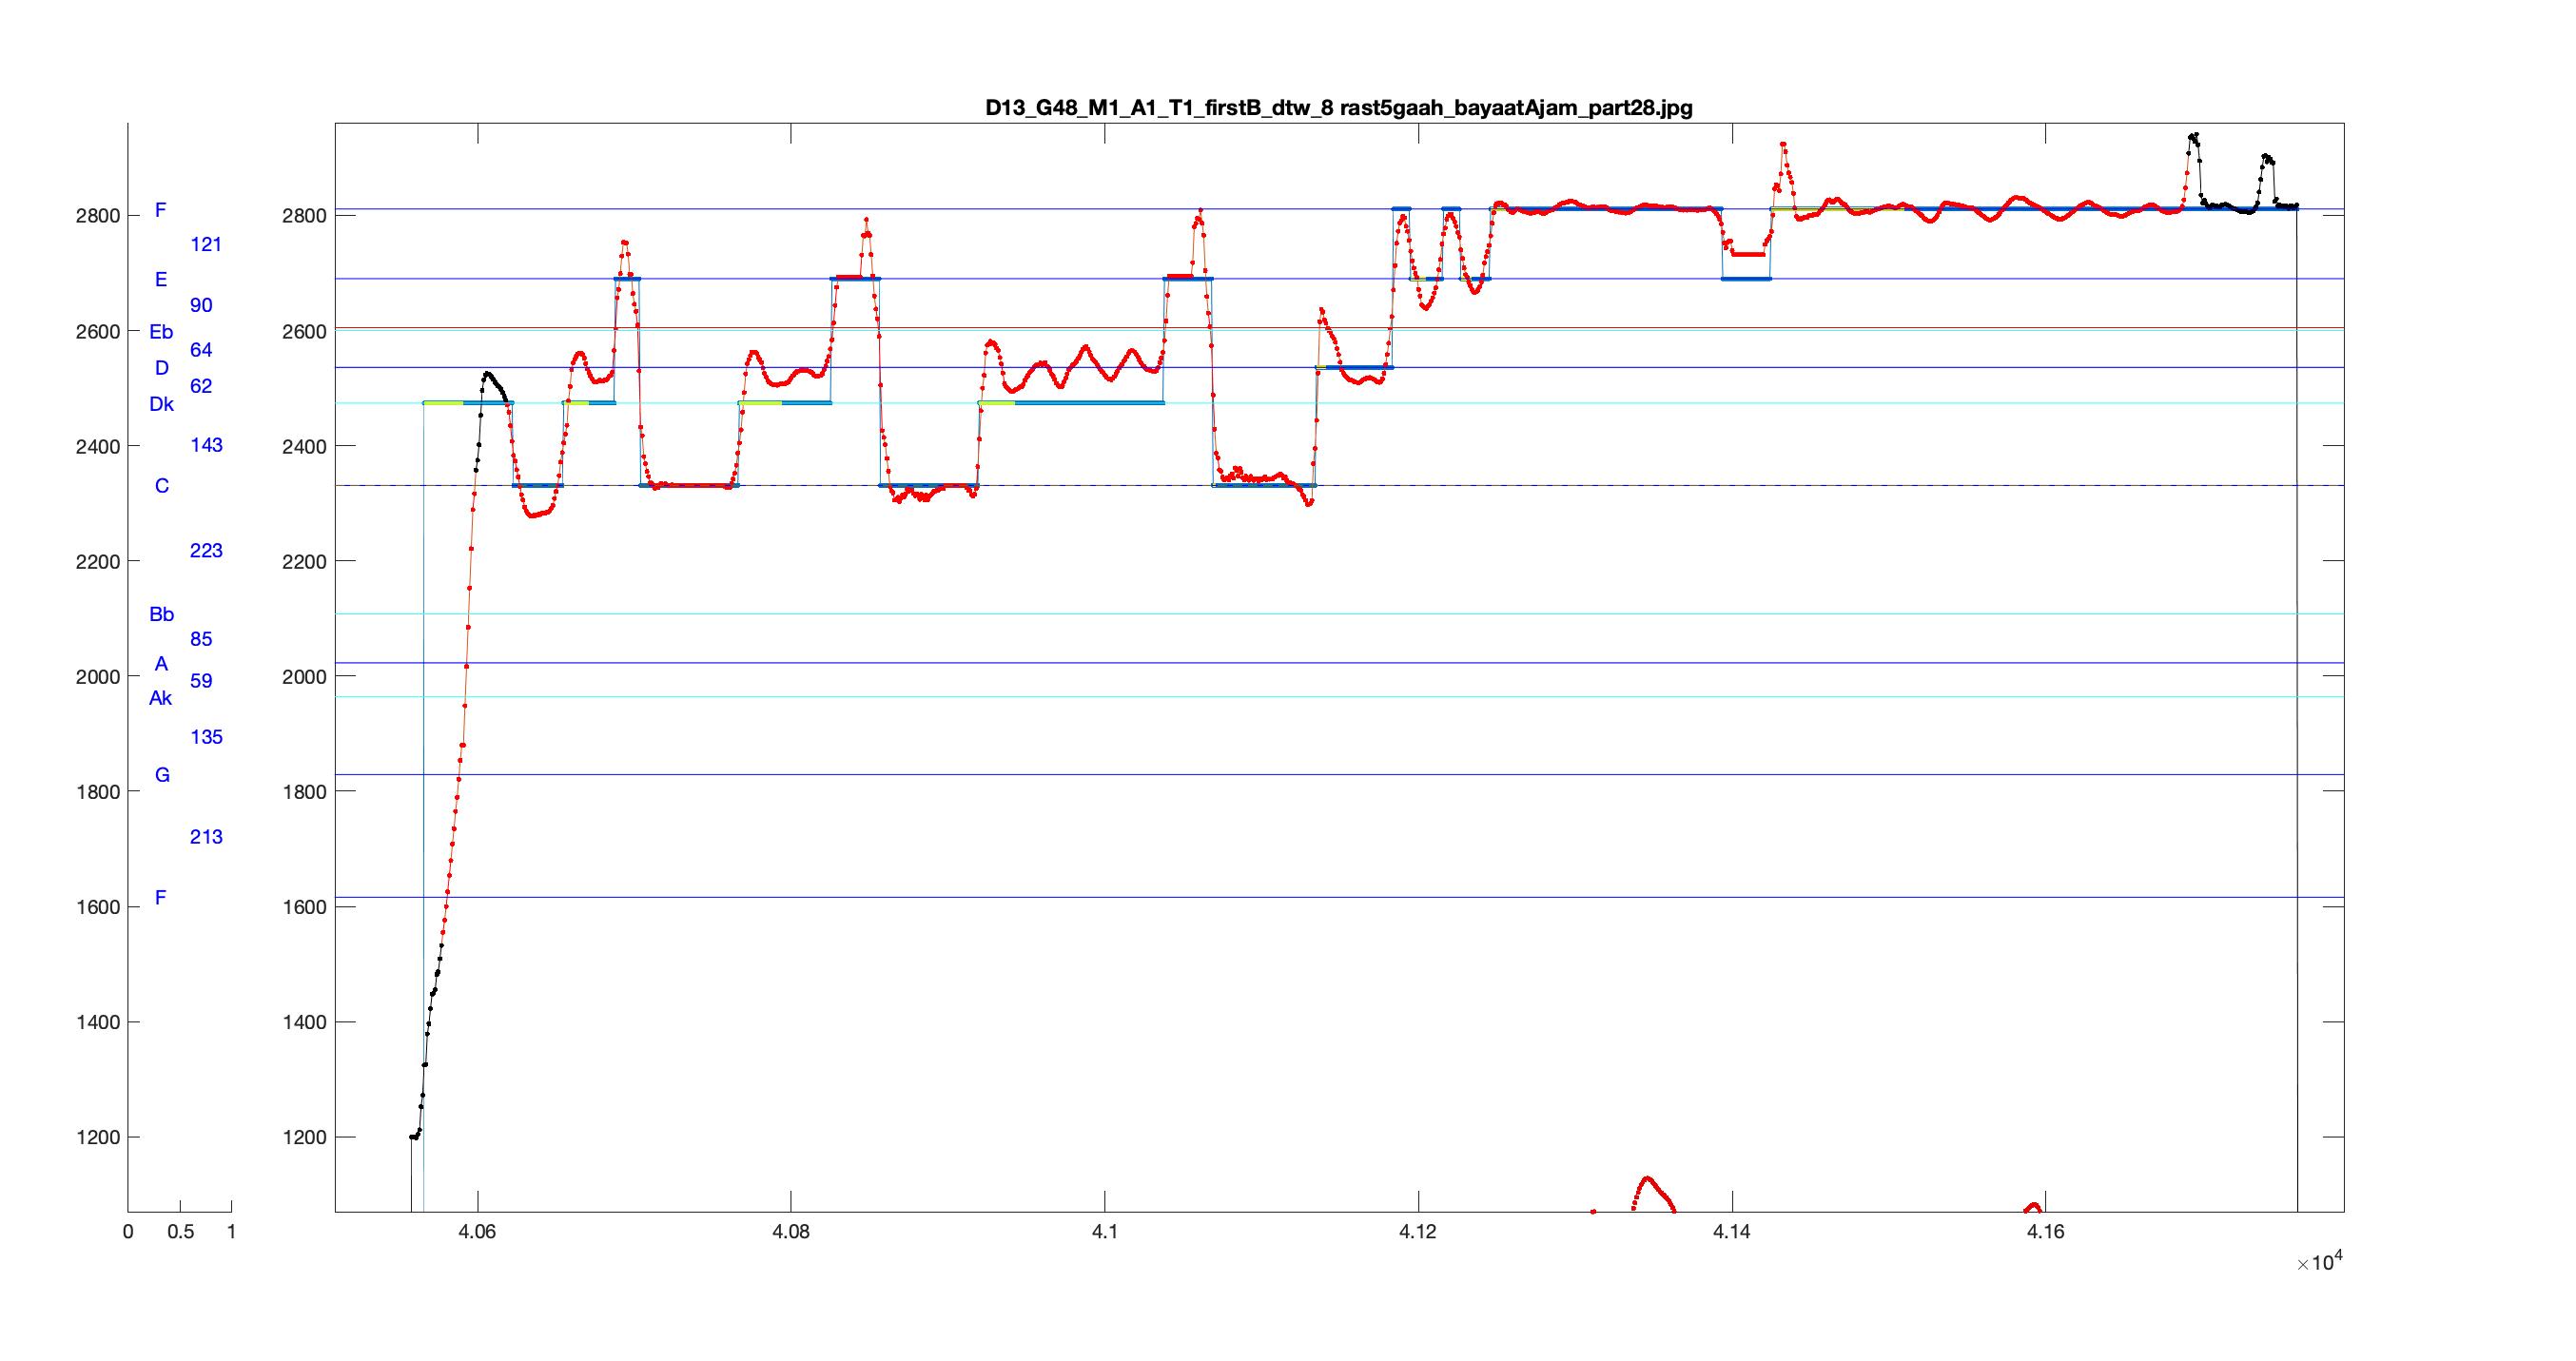 D13_G48_M1_A1_T1_firstB_dtw_8 rast5gaah_bayaatAjam_part28.jpg
2800 F 2800
121
E
90
2600 Eb 2600
64
D
62
Dk
2400 143 2400
C
2200 223 2200
Bb
85
2000 A 2000
59
Ak
135
1800 G 1800
213
1600 F 1600
1400 1400
1200 1200
0 0.5 1 4.06 4.08 4.1 4.12 4.14 4.16
×10⁴